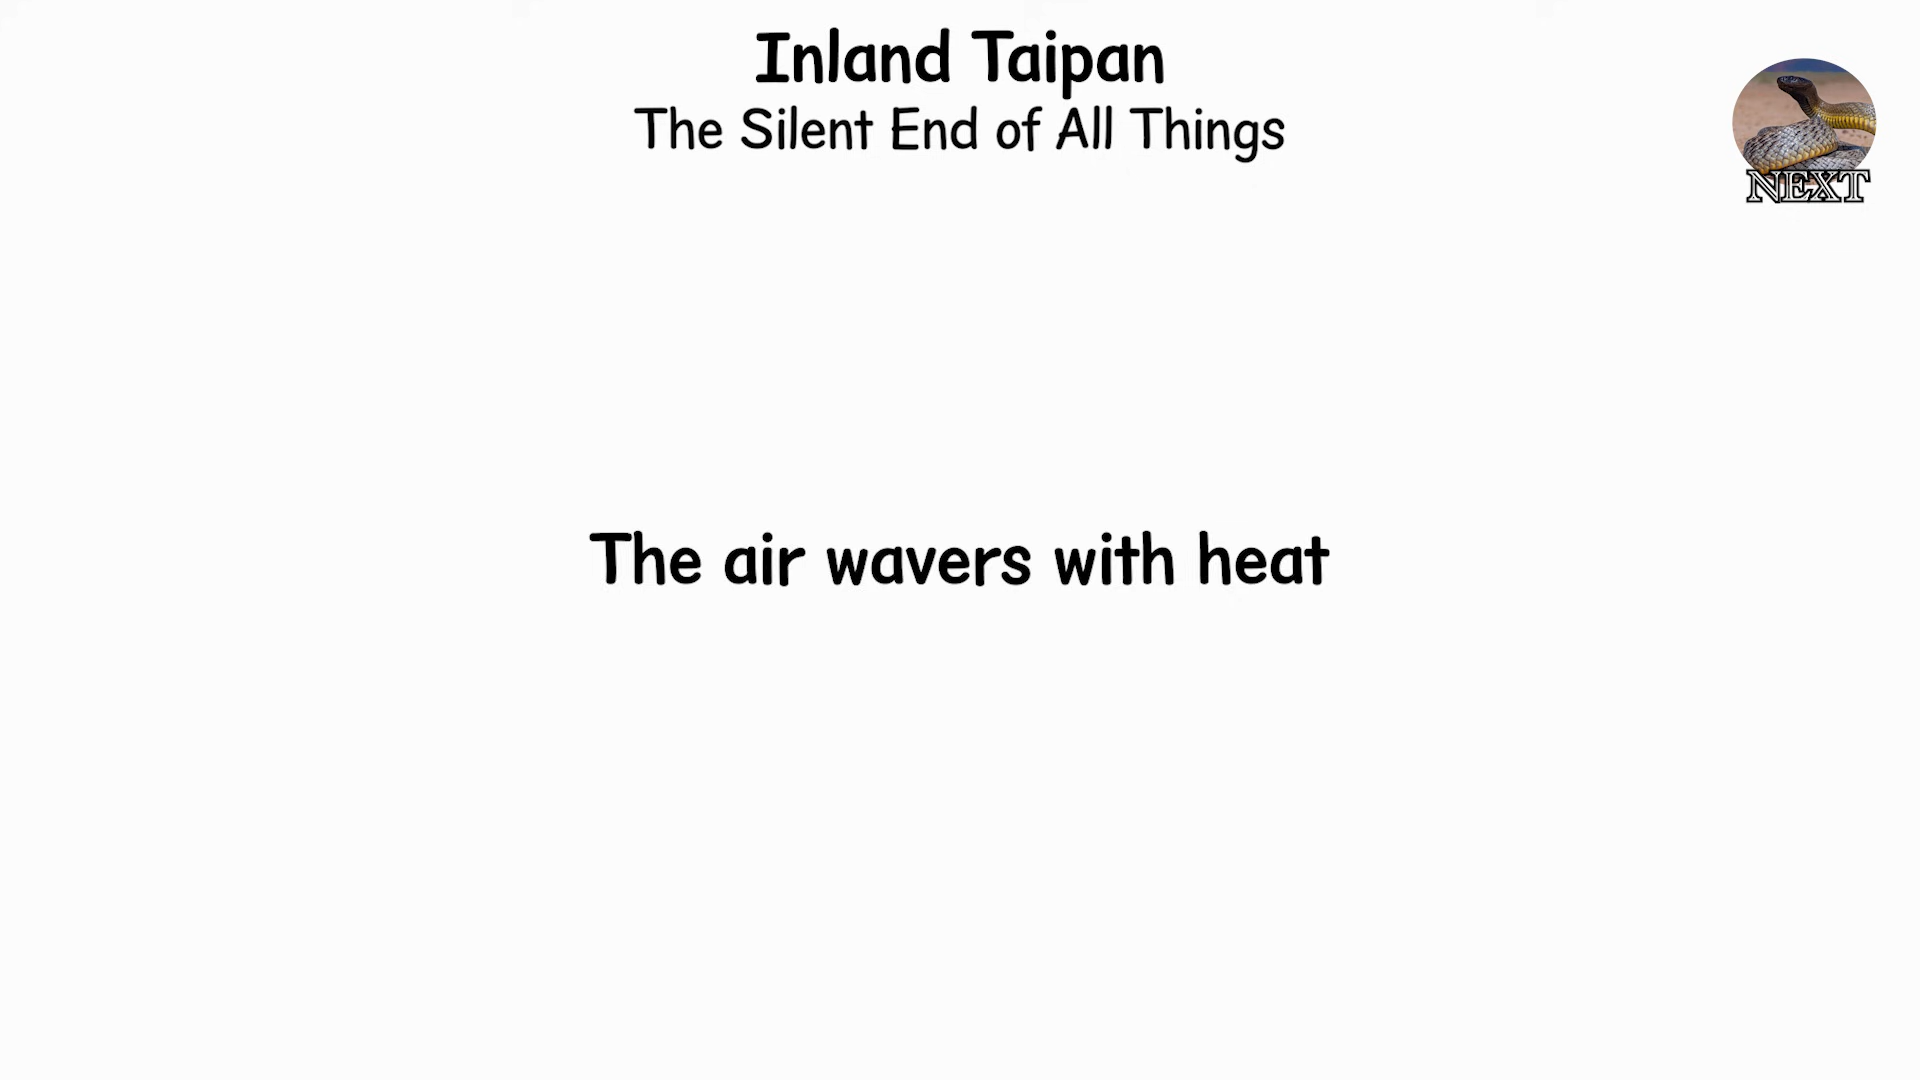 Inland Taipan
The Silent End of All Things
NEXT
The air wavers with heat